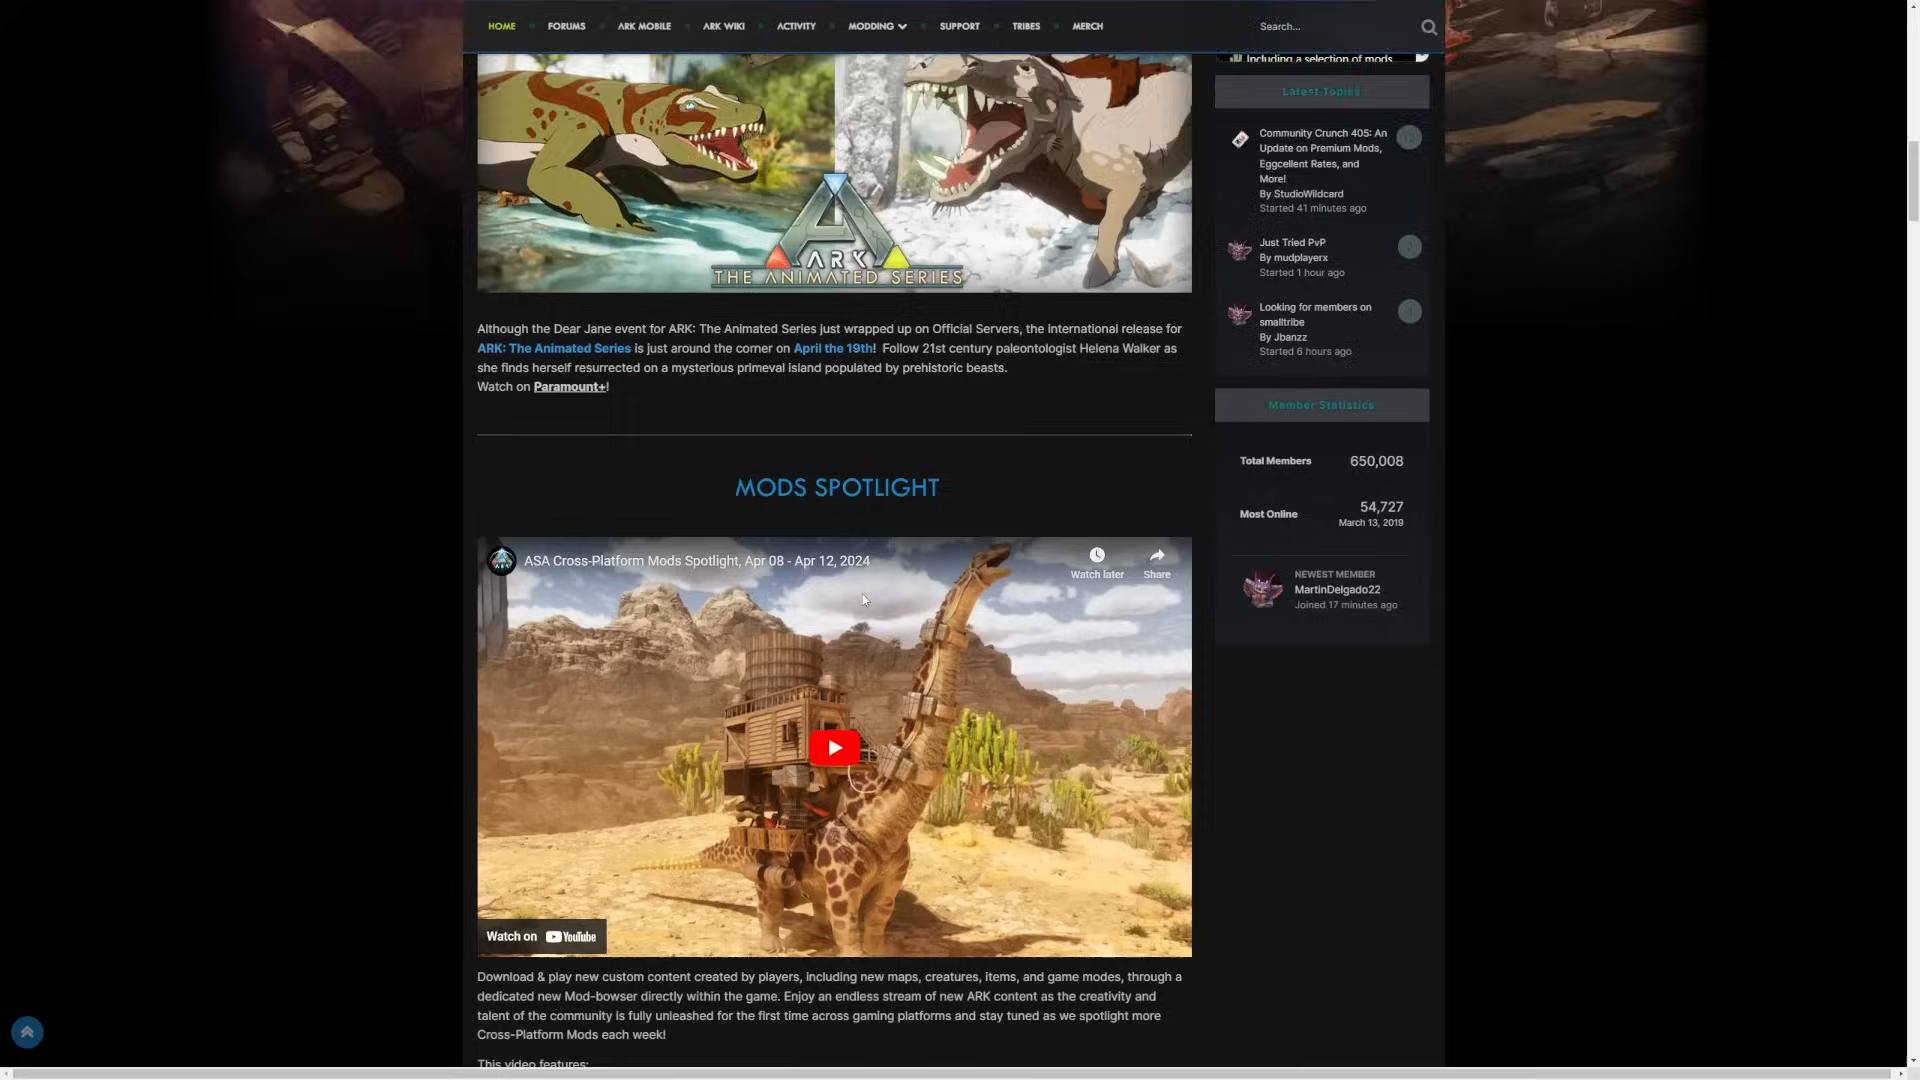 HOME FORUMS ARK MOBILE ARK WIKI ACTIVITY MODDING SUPPORT TRIBES MERCH Search...
ARK
THE ANIMATED SERIES
Although the Dear Jane event for ARK: The Animated Series just wrapped up on Official Servers, the international release for
ARK: The Animated Series is just around the corner on April the 19th! Follow 21st century paleontologist Helena Walker as
she finds herself resurrected on a mysterious primeval island populated by prehistoric beasts.
Watch on Paramount+!
MODS SPOTLIGHT
ASA Cross-Platform Mods Spotlight, Apr 08 - Apr 12, 2024
Watch later
Share
Watch on YouTube
Download & play new custom content created by players, including new maps, creatures, items, and game modes, through a
dedicated new Mod-bowser directly within the game. Enjoy an endless stream of new ARK content as the creativity and
talent of the community is fully unleashed for the first time across gaming platforms and stay tuned as we spotlight more
Cross-Platform Mods each week!
This video features:
Including a selection of mods
Latest Topics
Community Crunch 405: An
Update on Premium Mods,
Eggcellent Rates, and
More!
By StudioWildcard
Started 41 minutes ago
Just Tried PvP
By mudplayerx
Started 1 hour ago
Looking for members on
smalltribe
By Jbanzz
Started 6 hours ago
Member Statistics
Total Members 650,008
Most Online 54,727
March 13, 2019
NEWEST MEMBER
MartinDelgado22
Joined 17 minutes ago